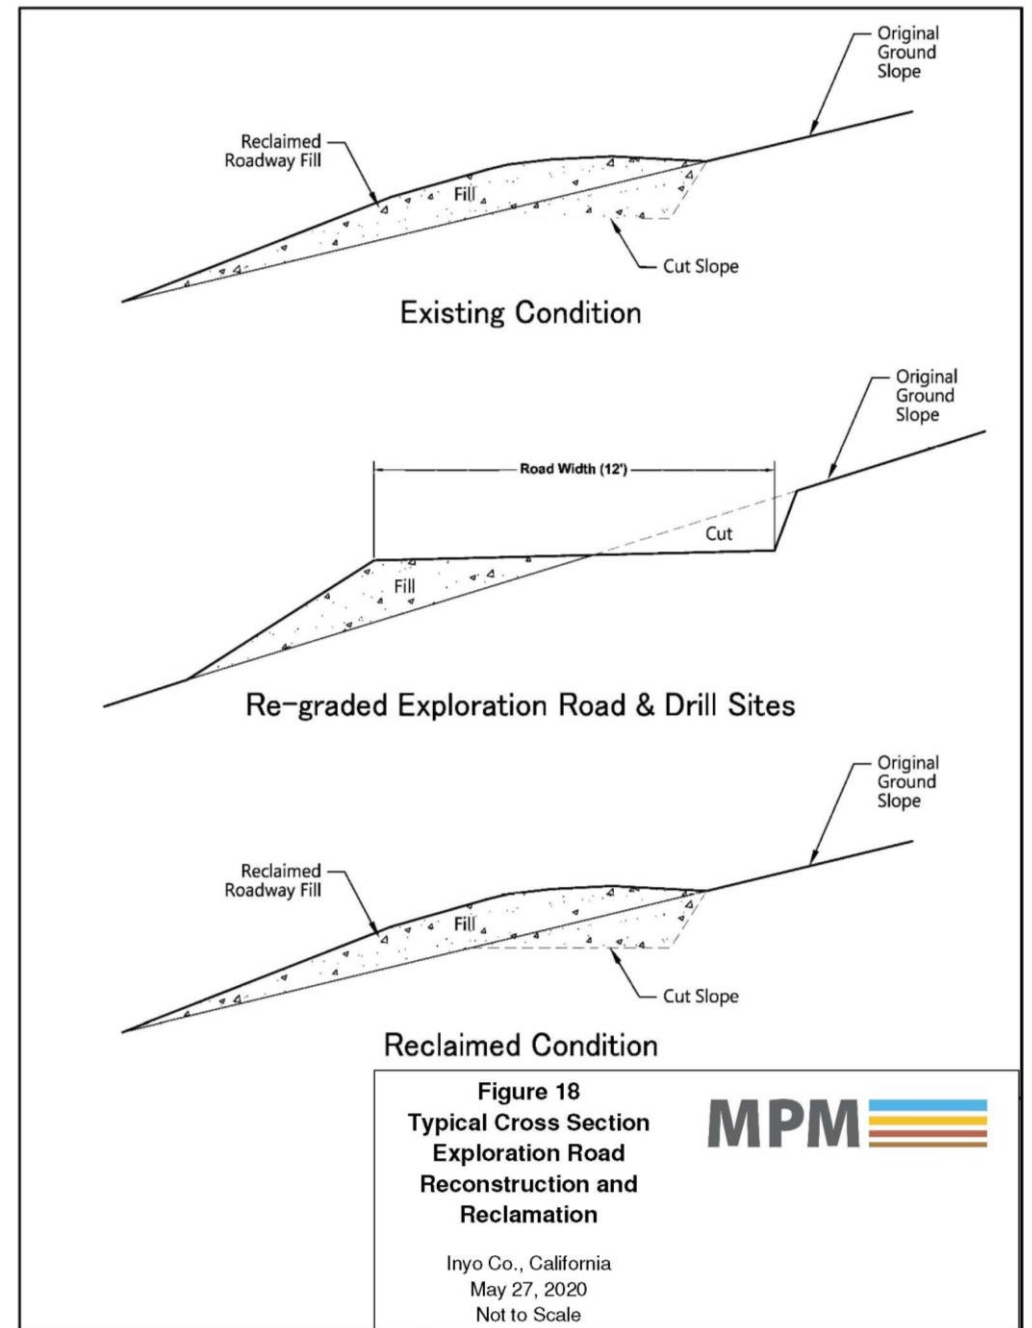 Original
Ground
Slope
Reclaimed
Roadway Fill
Fill
Cut Slope
Existing Condition
Original
Ground
Slope
Road Width (12')
Cut
Fill
Re-graded Exploration Road & Drill Sites
Original
Ground
Slope
Reclaimed
Roadway Fill
Fill
Cut Slope
Reclaimed Condition
Figure 18
Typical Cross Section
Exploration Road
Reconstruction and
Reclamation
MPM
Inyo Co., California
May 27, 2020
Not to Scale